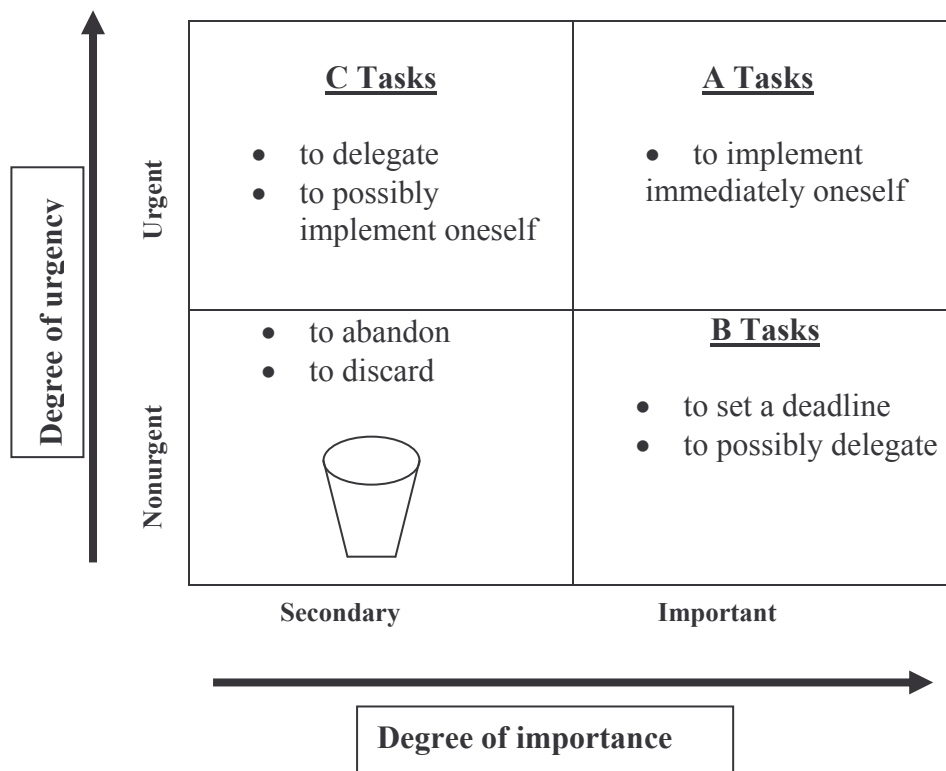 C Tasks
• to delegate
• to possibly
implement oneself
A Tasks
• to implement
immediately oneself
Degree of urgency
Urgent
Nonurgent
• to abandon
• to discard
B Tasks
• to set a deadline
• to possibly delegate
Secondary
Important
Degree of importance